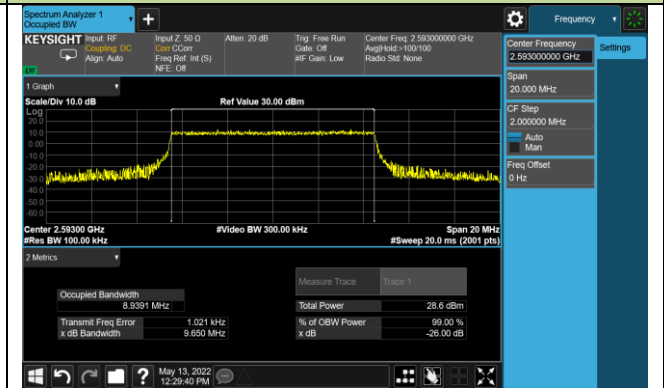 Spectrum Analyzer 1
Occupied BW
+
Frequency
KEYSIGHT
Input: RF
Coupling: DC
Align: Auto
Input Z: 50 Ω
Corr CCorr
Freq Ref: Int (S)
NFE: Off
Atten: 20 dB
Trig: Free Run
Gate: Off
#IF Gain: Low
Center Freq: 2.593000000 GHz
Avg|Hold:>100/100
Radio Std: None
Center Frequency
2.593000000 GHz
Settings
Span
20.000 MHz
CF Step
2.000000 MHz
Auto
Man
Freq Offset
0 Hz
1 Graph
Scale/Div 10.0 dB
Ref Value 30.00 dBm
Log
20.0
10.0
0.00
-10.0
-20.0
-30.0
-40.0
-50.0
-60.0
Center 2.59300 GHz
#Video BW 300.00 kHz
Span 20 MHz
#Res BW 100.00 kHz
#Sweep 20.0 ms (2001 pts)
2 Metrics
Measure Trace
Trace 1
Occupied Bandwidth
8.9391 MHz
Total Power
28.6 dBm
Transmit Freq Error
1.021 kHz
% of OBW Power
99.00 %
x dB Bandwidth
9.650 MHz
x dB
-26.00 dB
?
May 13, 2022
12:29:40 PM